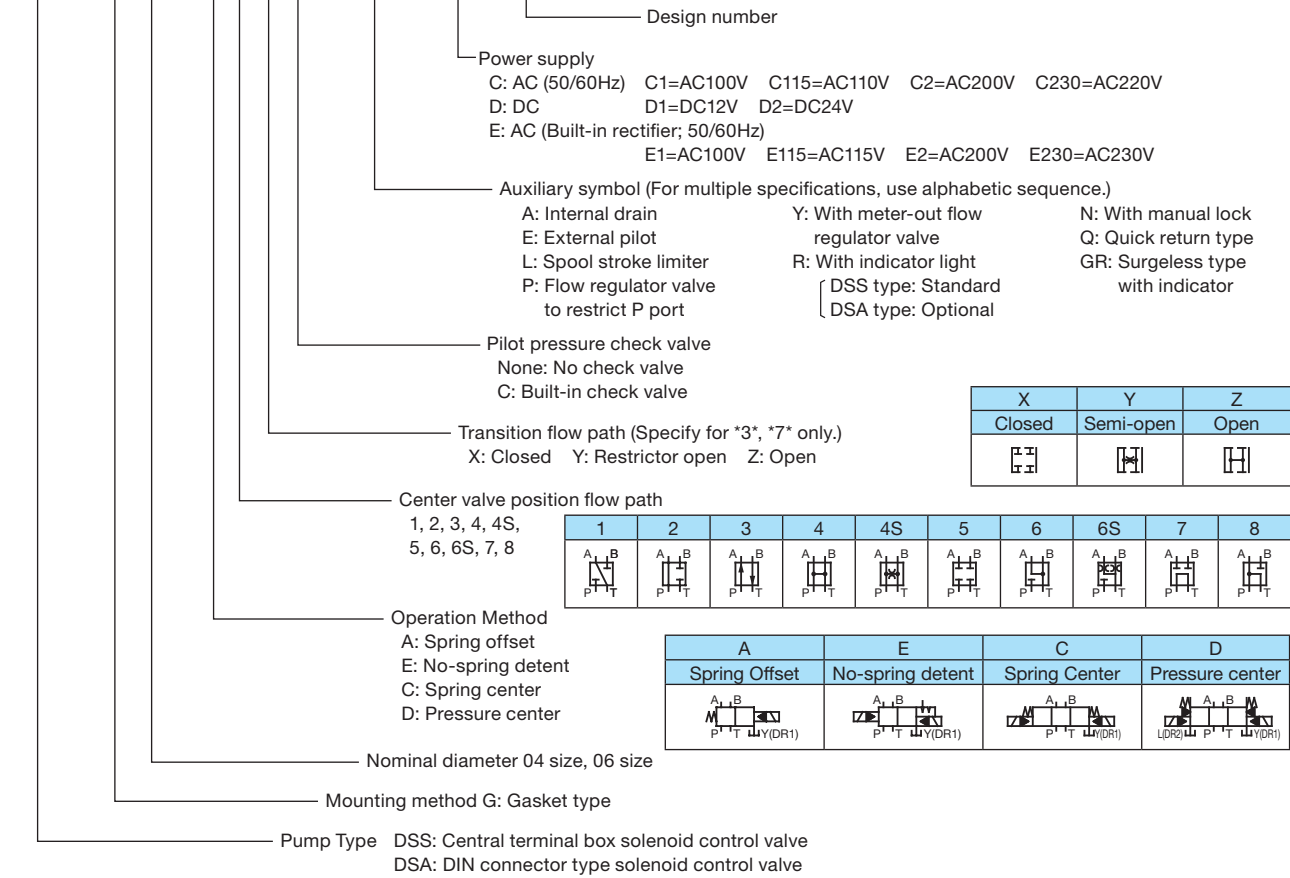 Design number
Power supply
C: AC (50/60Hz) C1=AC100V C115=AC110V C2=AC200V C230=AC220V
D: DC D1=DC12V D2=DC24V
E: AC (Built-in rectifier; 50/60Hz)
E1=AC100V E115=AC115V E2=AC200V E230=AC230V
Auxiliary symbol (For multiple specifications, use alphabetic sequence.)
A: Internal drain
E: External pilot
L: Spool stroke limiter
P: Flow regulator valve
to restrict P port
Y: With meter-out flow
regulator valve
R: With indicator light
DSS type: Standard
DSA type: Optional
N: With manual lock
Q: Quick return type
GR: Surgeless type
with indicator
Pilot pressure check valve
None: No check valve
C: Built-in check valve
X Y Z
Closed Semi-open Open
Transition flow path (Specify for *3*, *7* only.)
X: Closed Y: Restrictor open Z: Open
Center valve position flow path
1, 2, 3, 4, 4S,
5, 6, 6S, 7, 8
1 2 3 4 4S 5 6 6S 7 8
A B A B A B A B A B A B A B A B A B A B
P T P T P T P T P T P T P T P T P T P T
Operation Method
A: Spring offset
E: No-spring detent
C: Spring center
D: Pressure center
A E C D
Spring Offset No-spring detent Spring Center Pressure center
A B A B A B A B
P T Y(DR1) P T Y(DR1) P T Y(DR1) L(DR2) P T Y(DR1)
Nominal diameter 04 size, 06 size
Mounting method G: Gasket type
Pump Type DSS: Central terminal box solenoid control valve
DSA: DIN connector type solenoid control valve